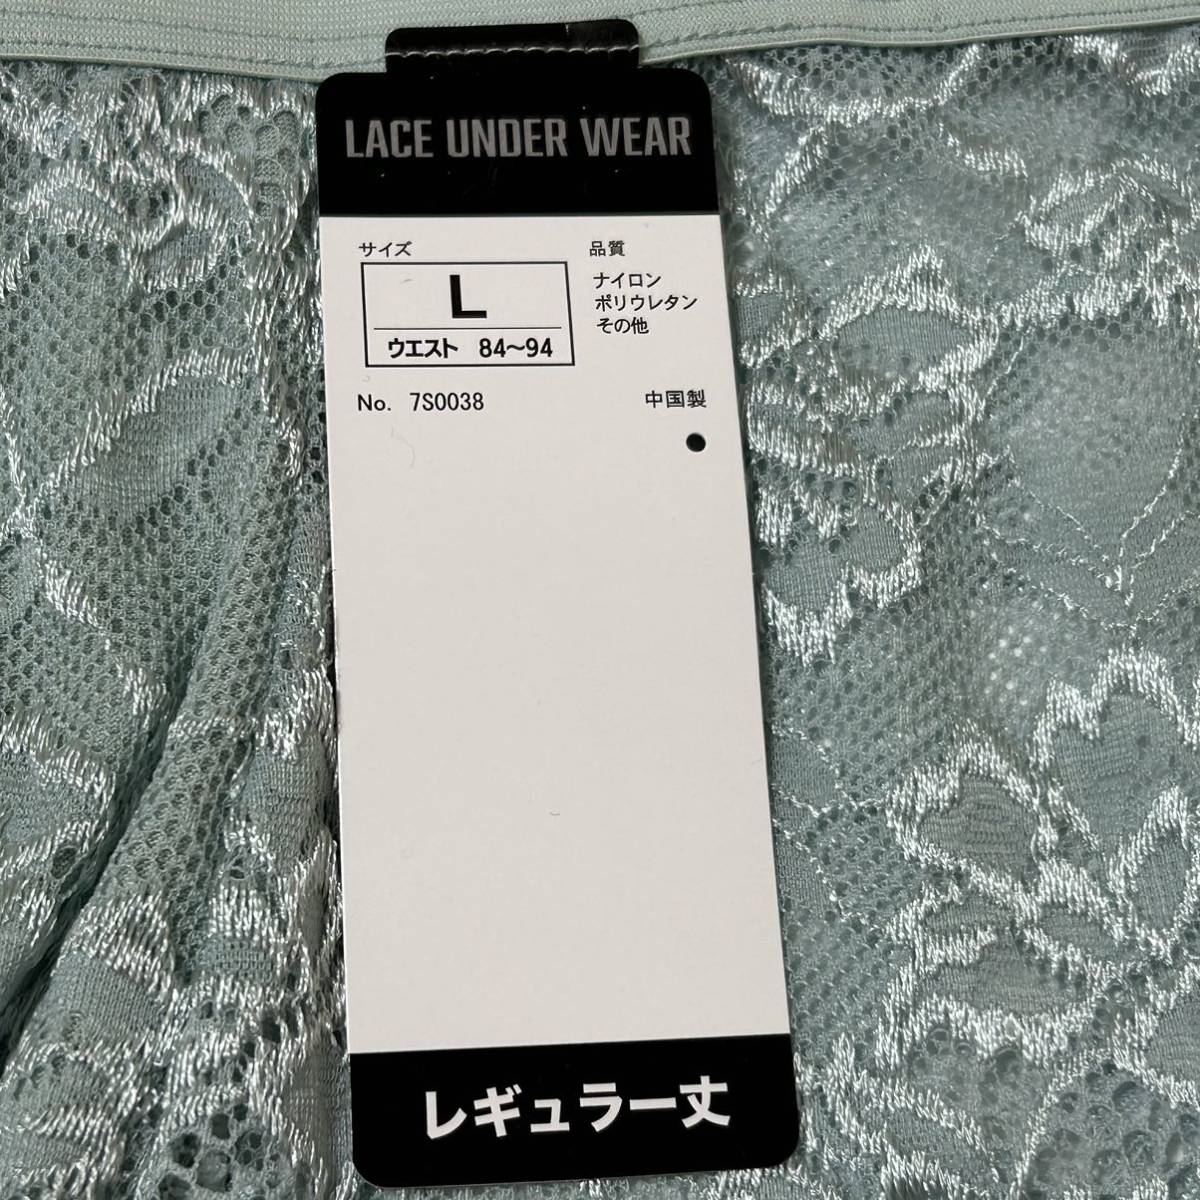 LACE UNDER WEAR
サイズ
L
ウエスト 84～94
品質
ナイロン
ポリウレタン
その他
No. 7S0038
中国製
レギュラー丈